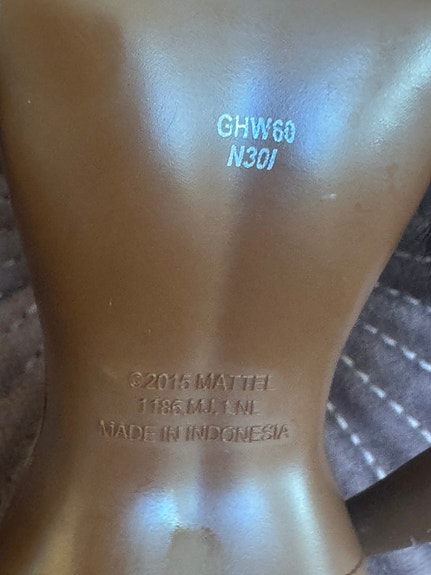 GHW60
N30I
©2015 MATTEL
1186,MJ,1,NL
MADE IN INDONESIA